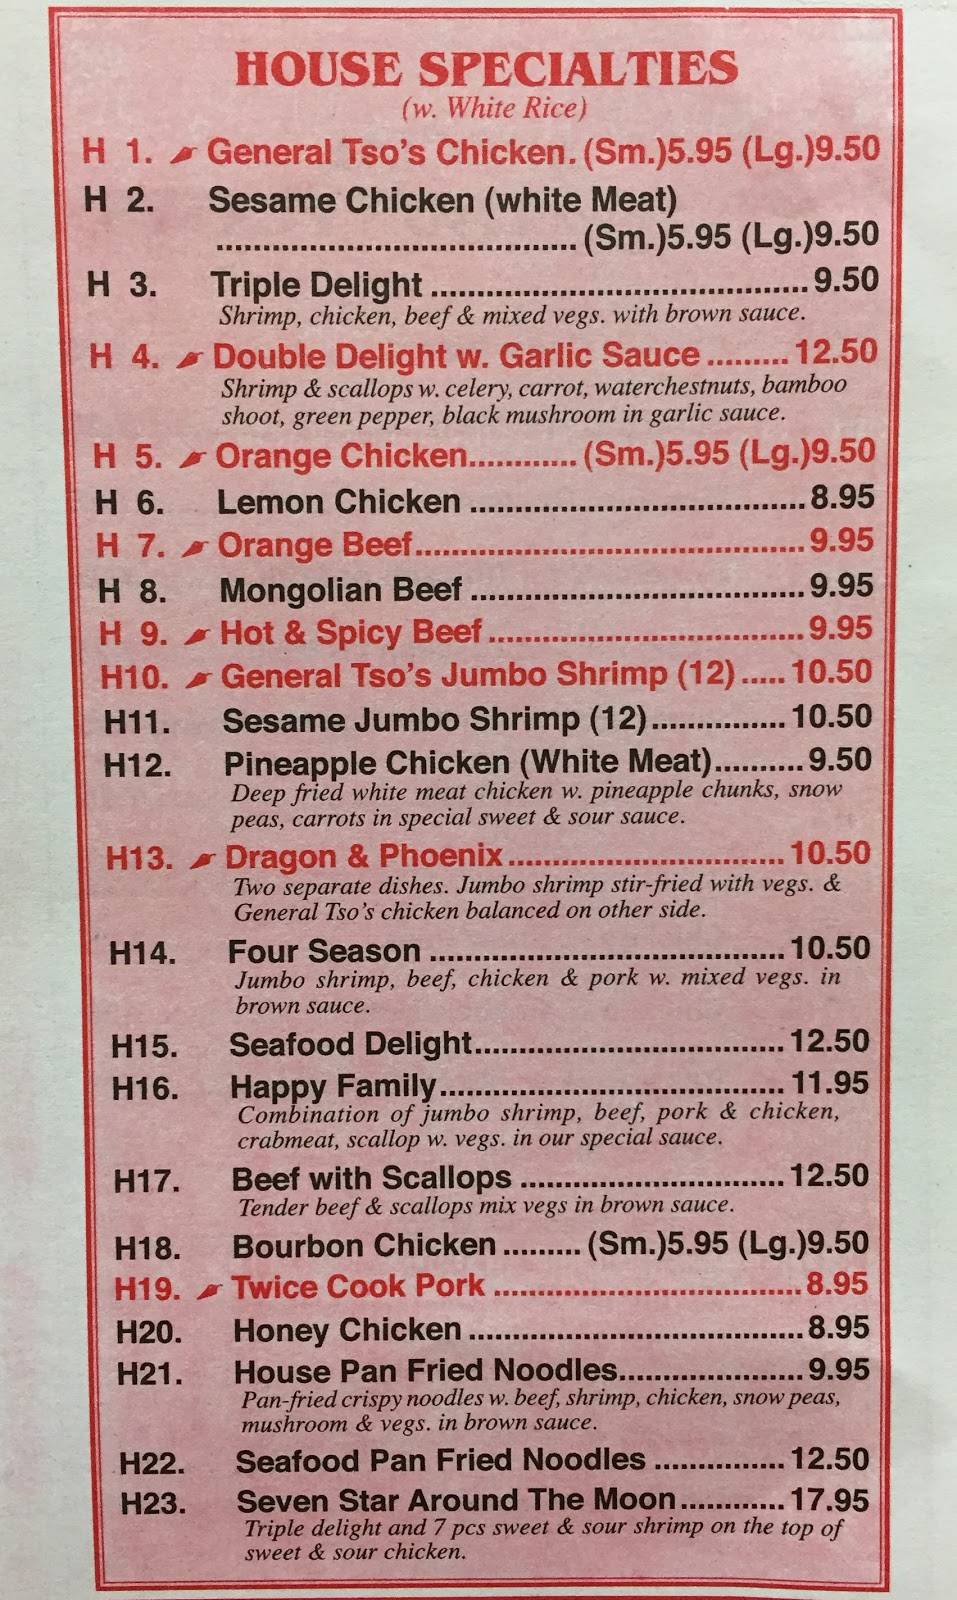 HOUSE SPECIALTIES
(w. White Rice)
H 1. General Tso's Chicken. (Sm.)5.95 (Lg.)9.50
H 2. Sesame Chicken (white Meat)
....................................... (Sm.)5.95 (Lg.)9.50
H 3. Triple Delight ......................................... 9.50
Shrimp, chicken, beef & mixed vegs. with brown sauce.
H 4. Double Delight w. Garlic Sauce ......... 12.50
Shrimp & scallops w. celery, carrot, waterchestnuts, bamboo
shoot, green pepper, black mushroom in garlic sauce.
H 5. Orange Chicken............ (Sm.)5.95 (Lg.)9.50
H 6. Lemon Chicken .................................... 8.95
H 7. Orange Beef.......................................... 9.95
H 8. Mongolian Beef .................................... 9.95
H 9. Hot & Spicy Beef .................................. 9.95
H10. General Tso's Jumbo Shrimp (12) ..... 10.50
H11. Sesame Jumbo Shrimp (12)............... 10.50
H12. Pineapple Chicken (White Meat).......... 9.50
Deep fried white meat chicken w. pineapple chunks, snow
peas, carrots in special sweet & sour sauce.
H13. Dragon & Phoenix.............................. 10.50
Two separate dishes. Jumbo shrimp stir-fried with vegs. &
General Tso's chicken balanced on other side.
H14. Four Season ...................................... 10.50
Jumbo shrimp, beef, chicken & pork w. mixed vegs. in
brown sauce.
H15. Seafood Delight................................. 12.50
H16. Happy Family..................................... 11.95
Combination of jumbo shrimp, beef, pork & chicken,
crabmeat, scallop w. vegs. in our special sauce.
H17. Beef with Scallops ............................ 12.50
Tender beef & scallops mix vegs in brown sauce.
H18. Bourbon Chicken ......... (Sm.)5.95 (Lg.)9.50
H19. Twice Cook Pork ................................. 8.95
H20. Honey Chicken .................................... 8.95
H21. House Pan Fried Noodles.................... 9.95
Pan-fried crispy noodles w. beef, shrimp, chicken, snow peas,
mushroom & vegs. in brown sauce.
H22. Seafood Pan Fried Noodles .............. 12.50
H23. Seven Star Around The Moon........... 17.95
Triple delight and 7 pcs sweet & sour shrimp on the top of
sweet & sour chicken.